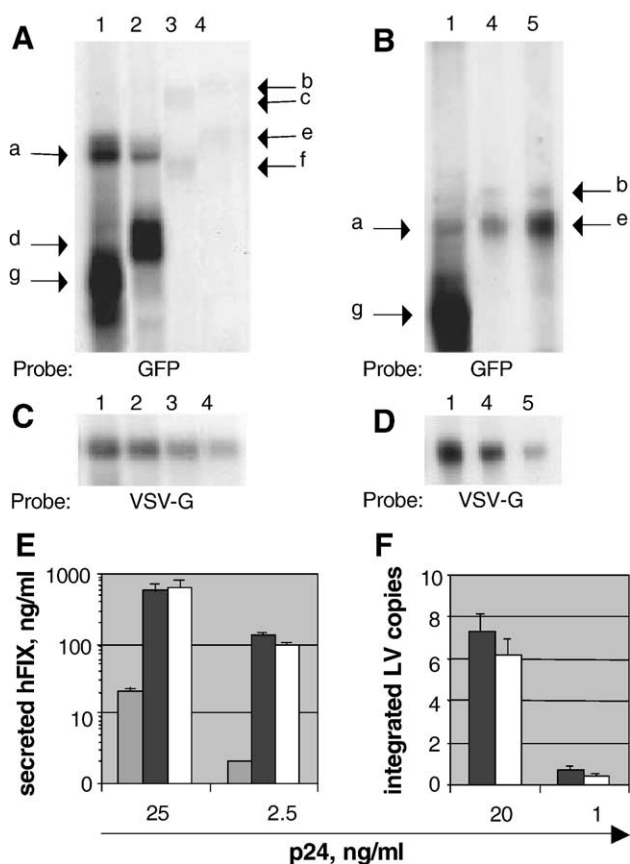 A
1 2 3 4
b
c
a
e
f
d
g
Probe: GFP
B
1 4 5
b
a
e
g
Probe: GFP
C
1 2 3 4
Probe: VSV-G
D
1 4 5
Probe: VSV-G
E
secreted hFIX, ng/ml
1000
100
10
0
25 2.5
F
integrated LV copies
10
8
6
4
2
0
20 1
p24, ng/ml